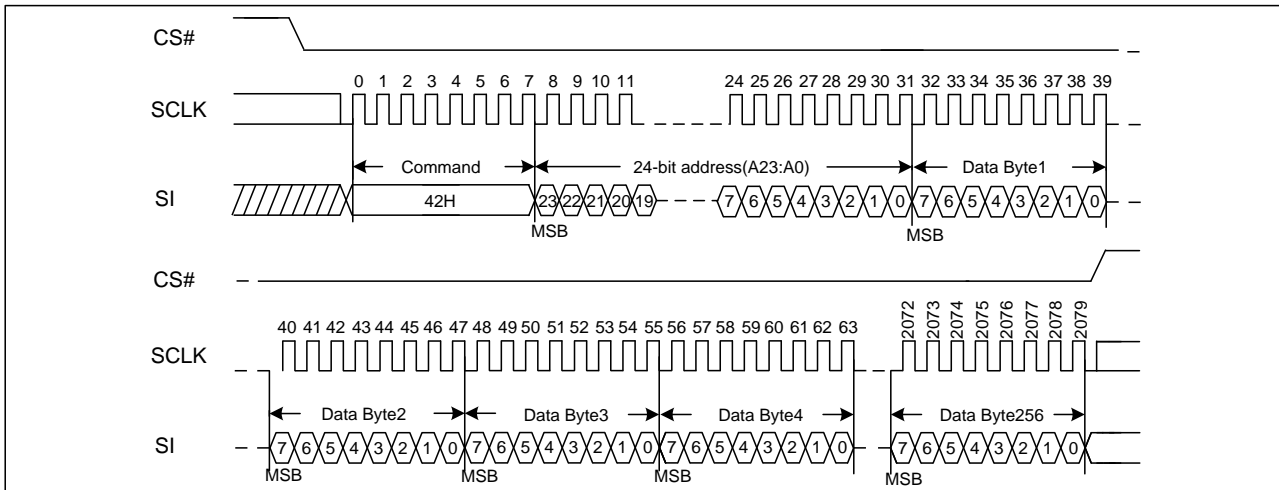 CS#
0 1 2 3 4 5 6 7 8 9 10 11 24 25 26 27 28 29 30 31 32 33 34 35 36 37 38 39
SCLK
Command 24-bit address(A23:A0) Data Byte1
SI 42H 23 22 21 20 19 7 6 5 4 3 2 1 0 7 6 5 4 3 2 1 0
MSB MSB
CS#
40 41 42 43 44 45 46 47 48 49 50 51 52 53 54 55 56 57 58 59 60 61 62 63 2072 2073 2074 2075 2076 2077 2078 2079
SCLK
Data Byte2 Data Byte3 Data Byte4 Data Byte256
SI 7 6 5 4 3 2 1 0 7 6 5 4 3 2 1 0 7 6 5 4 3 2 1 0 7 6 5 4 3 2 1 0
MSB MSB MSB MSB